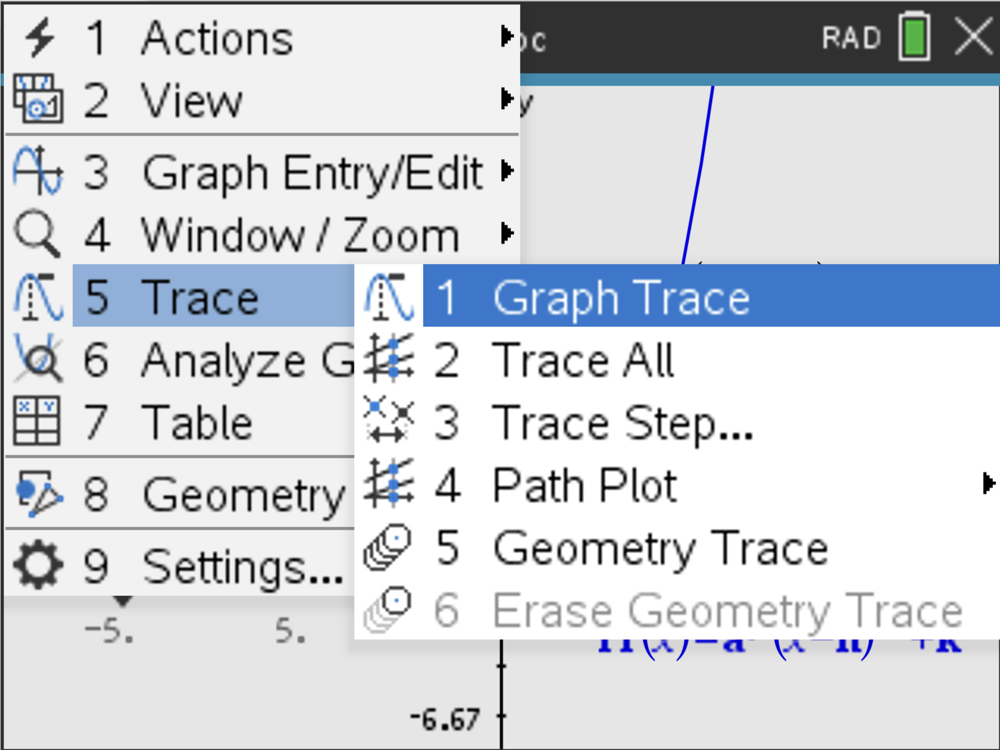 1 Actions
oc
RAD
2 View
y
3 Graph Entry/Edit
4 Window / Zoom
5 Trace
1 Graph Trace
6 Analyze G
2 Trace All
7 Table
3 Trace Step...
4 Path Plot
8 Geometry
5 Geometry Trace
9 Settings...
6 Erase Geometry Trace
-5.
5.
-6.67